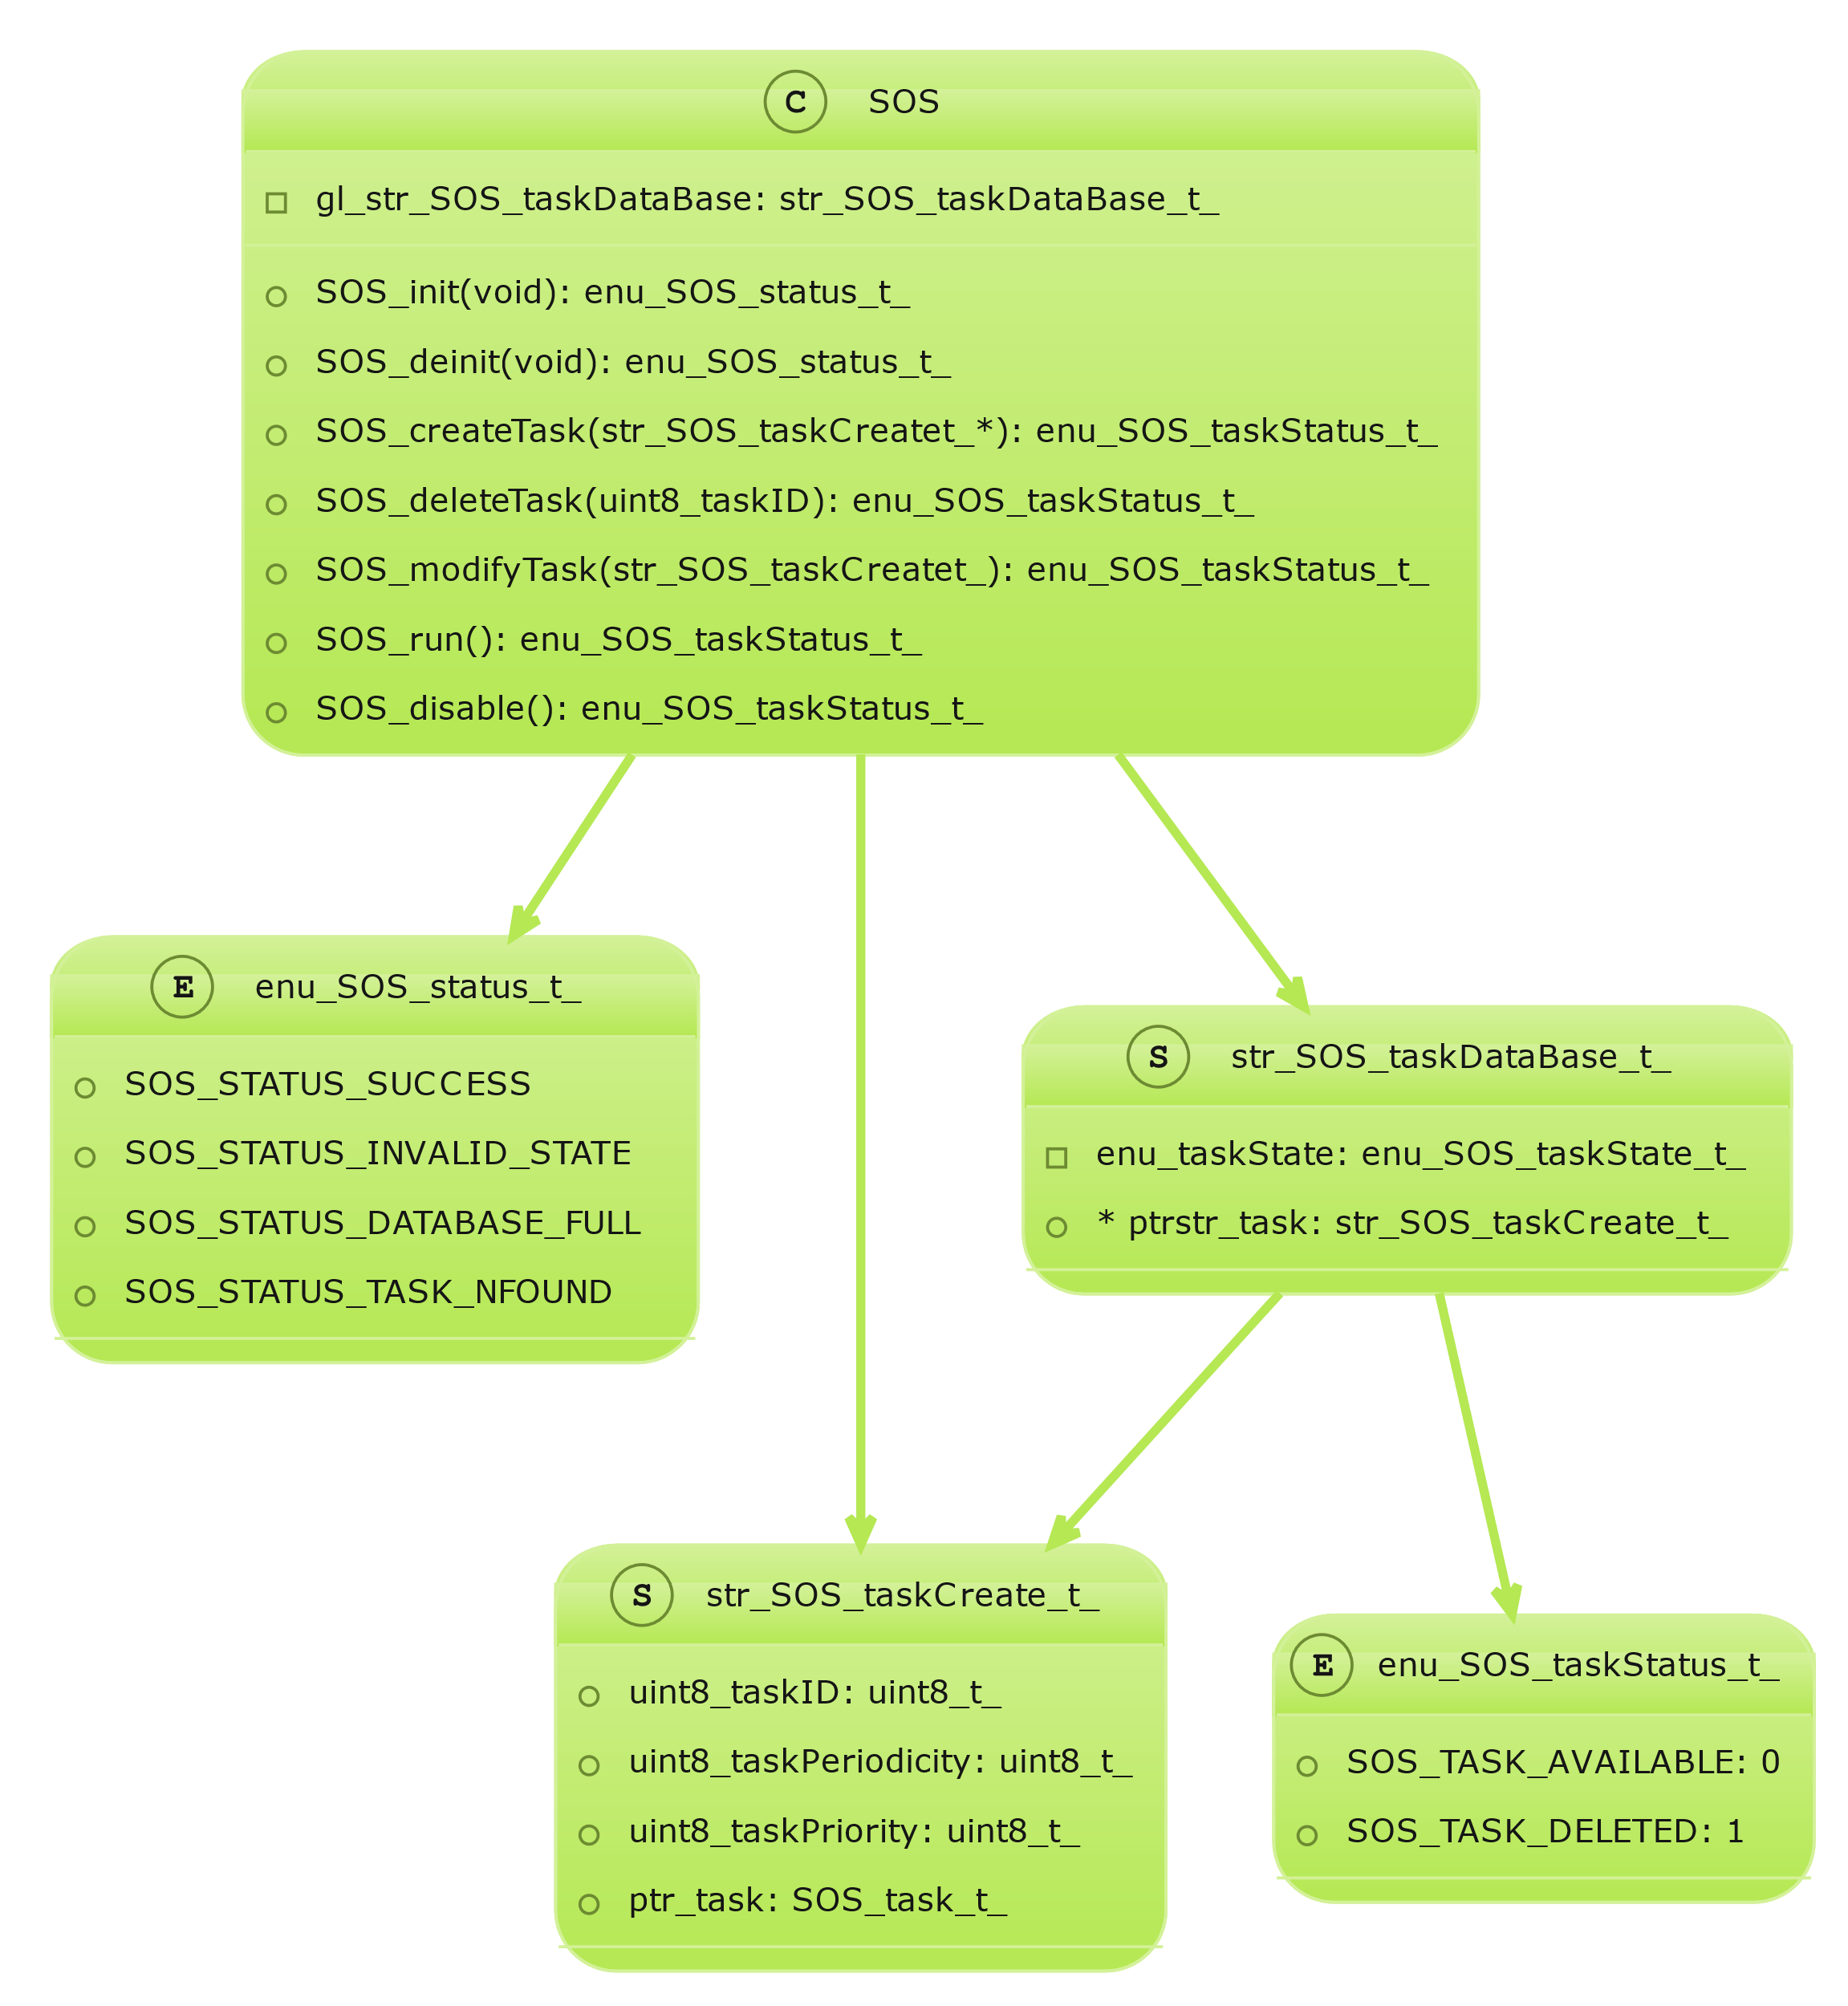 C SOS
gl_str_SOS_taskDataBase: str_SOS_taskDataBase_t_
SOS_init(void): enu_SOS_status_t_
SOS_deinit(void): enu_SOS_status_t_
SOS_createTask(str_SOS_taskCreatet_*): enu_SOS_taskStatus_t_
SOS_deleteTask(uint8_taskID): enu_SOS_taskStatus_t_
SOS_modifyTask(str_SOS_taskCreatet_): enu_SOS_taskStatus_t_
SOS_run(): enu_SOS_taskStatus_t_
SOS_disable(): enu_SOS_taskStatus_t_
E enu_SOS_status_t_
SOS_STATUS_SUCCESS
SOS_STATUS_INVALID_STATE
SOS_STATUS_DATABASE_FULL
SOS_STATUS_TASK_NFOUND
S str_SOS_taskDataBase_t_
enu_taskState: enu_SOS_taskState_t_
* ptrstr_task: str_SOS_taskCreate_t_
S str_SOS_taskCreate_t_
uint8_taskID: uint8_t_
uint8_taskPeriodicity: uint8_t_
uint8_taskPriority: uint8_t_
ptr_task: SOS_task_t_
E enu_SOS_taskStatus_t_
SOS_TASK_AVAILABLE: 0
SOS_TASK_DELETED: 1